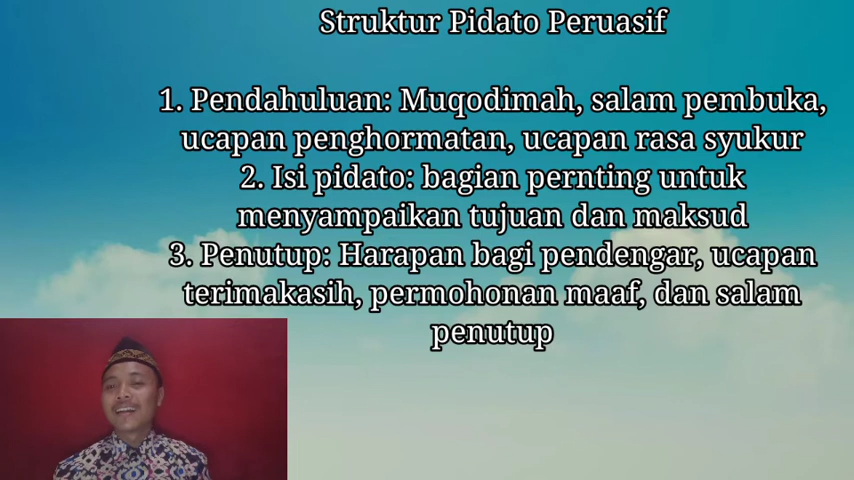 Struktur Pidato Peruasif
1. Pendahuluan: Muqodimah, salam pembuka,
ucapan penghormatan, ucapan rasa syukur
2. Isi pidato: bagian pernting untuk
menyampaikan tujuan dan maksud
3. Penutup: Harapan bagi pendengar, ucapan
terimakasih, permohonan maaf, dan salam
penutup